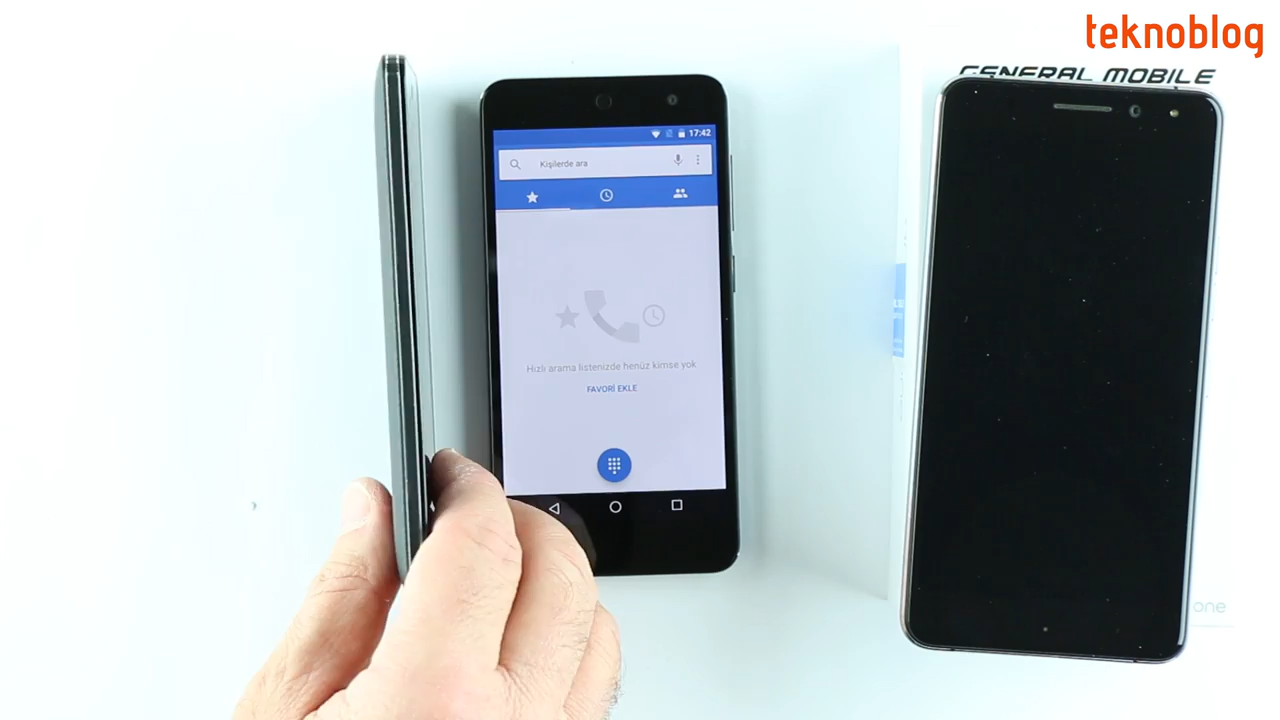 teknoblog
GENERAL MOBILE
17:42
Kişilerde ara
Hızlı arama listenizde henüz kimse yok
FAVORİ EKLE
one